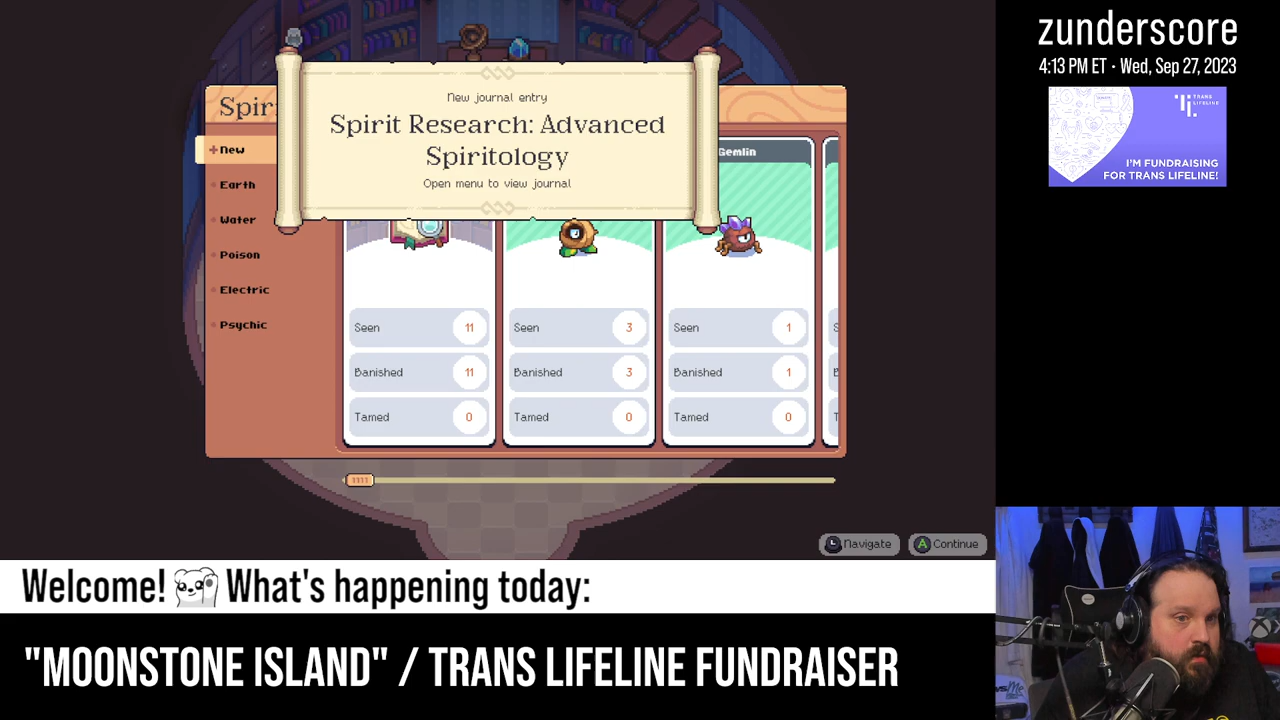 zunderscore
4:13 PM ET · Wed, Sep 27, 2023
TRANS
LIFELINE
I'M FUNDRAISING
FOR TRANS LIFELINE!
New journal entry
Spirit Research: Advanced
Spiritology
Open menu to view journal
Spir
New
Earth
Water
Poison
Electric
Psychic
Gemlin
Seen 11
Banished 11
Tamed 0
Seen 3
Banished 3
Tamed 0
Seen 1
Banished 1
Tamed 0
Navigate
A Continue
Welcome! What's happening today:
"MOONSTONE ISLAND" / TRANS LIFELINE FUNDRAISER